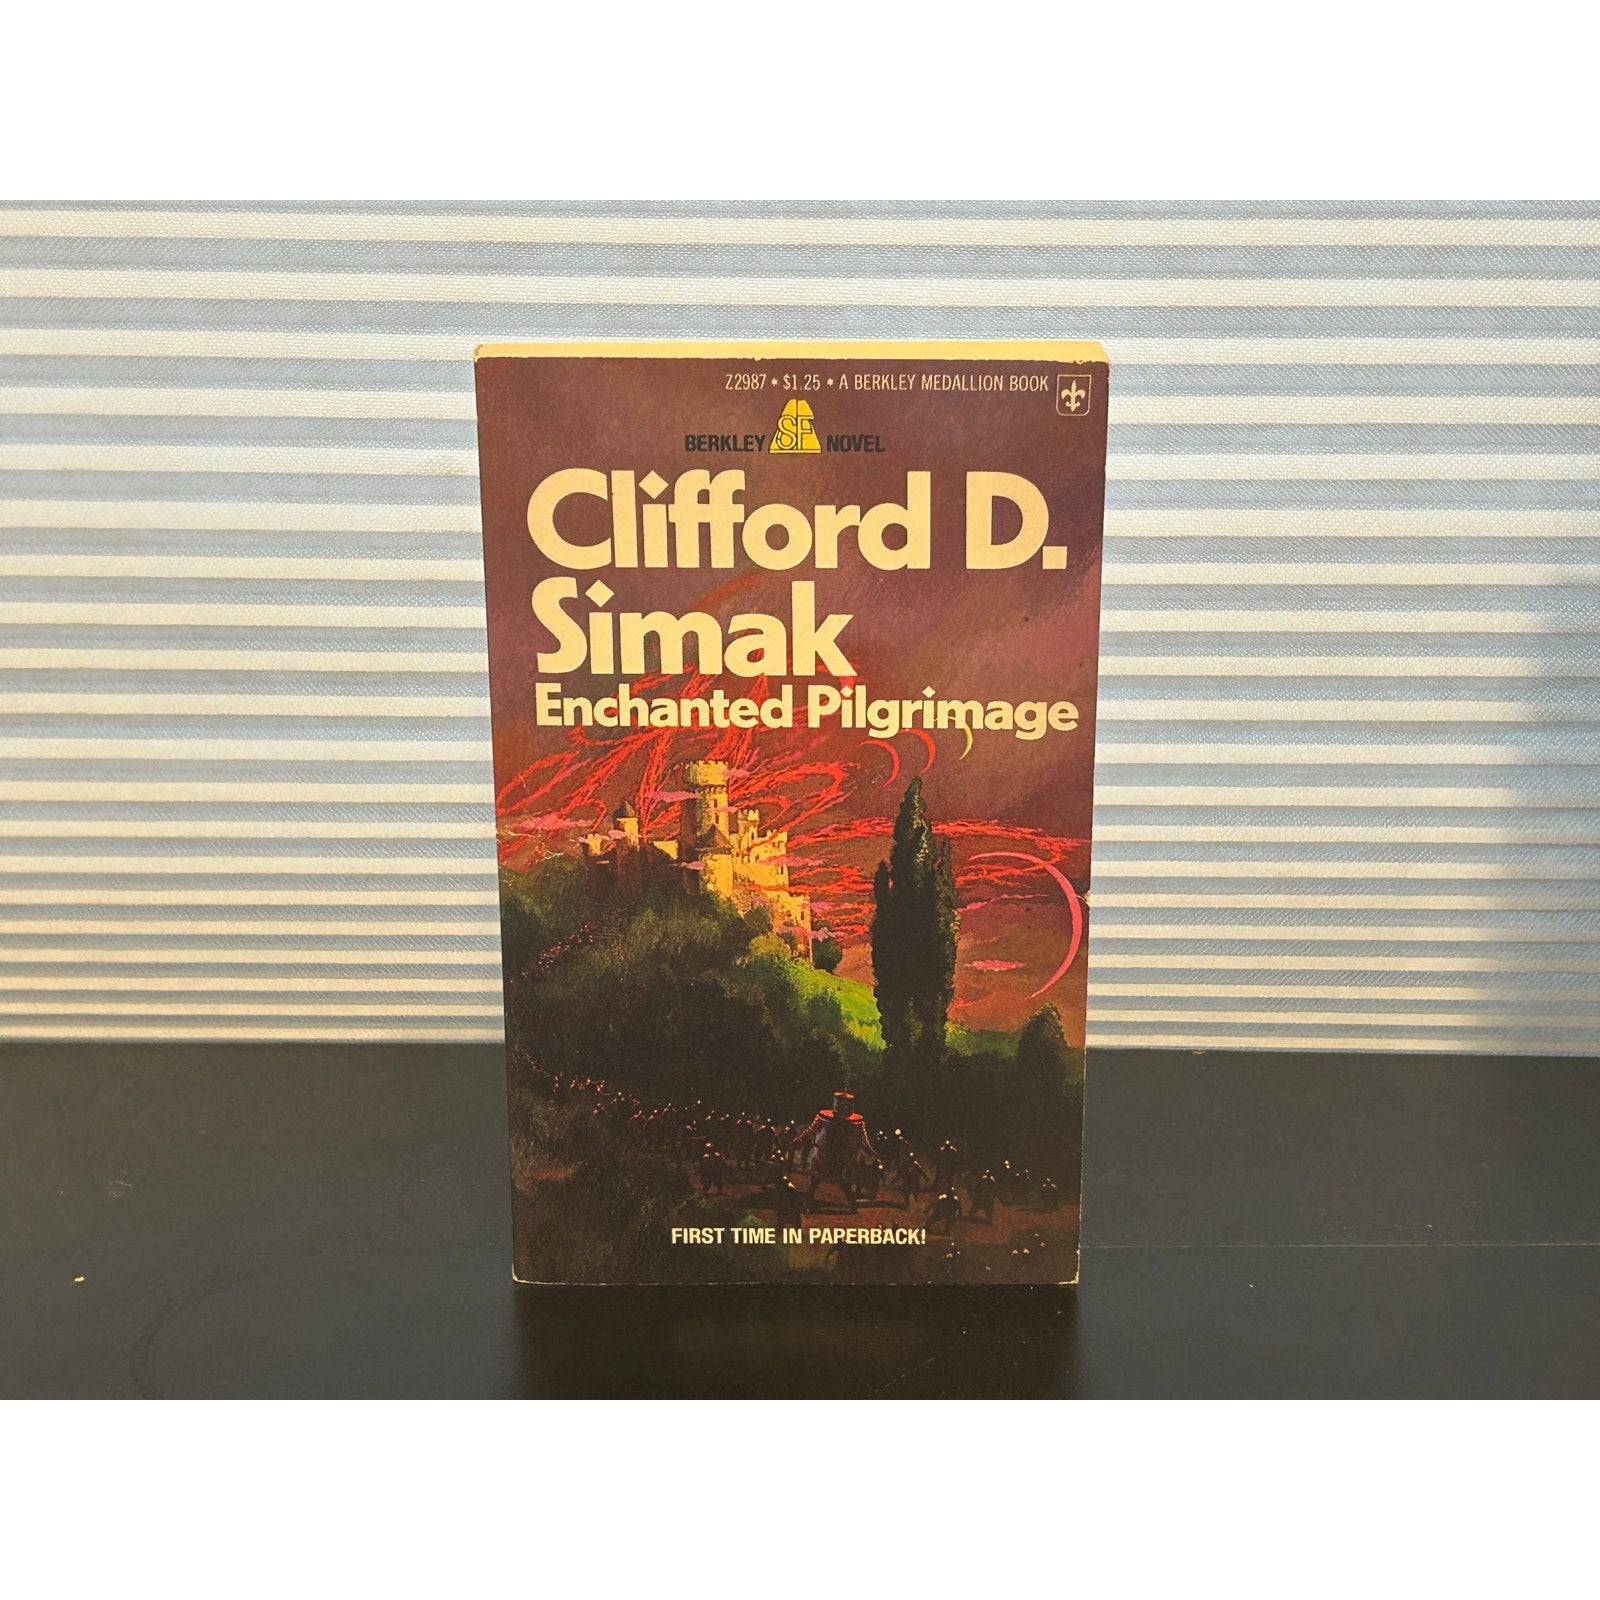 Z2987 • $1.25 • A BERKLEY MEDALLION BOOK
BERKLEY SF NOVEL
Clifford D.
Simak
Enchanted Pilgrimage
FIRST TIME IN PAPERBACK!